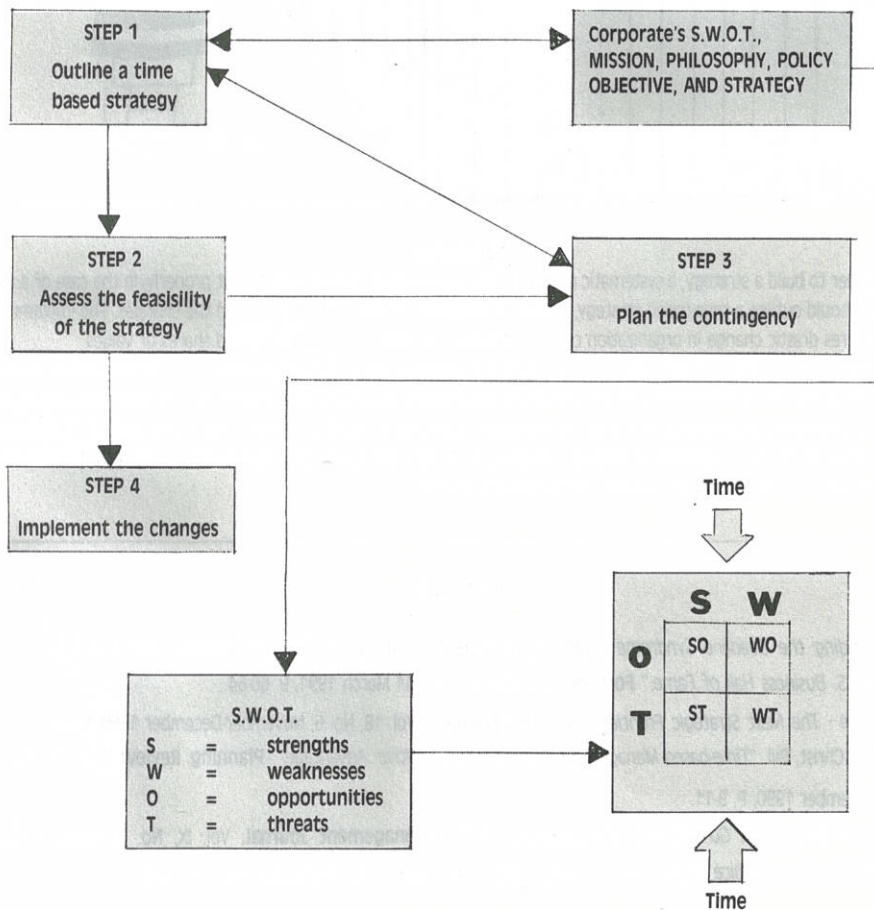 STEP 1
Outline a time
based strategy
Corporate's S.W.O.T.,
MISSION, PHILOSOPHY, POLICY
OBJECTIVE, AND STRATEGY
STEP 2
Assess the feasisility
of the strategy
STEP 3
Plan the contingency
STEP 4
Implement the changes
Time
S W
O SO WO
T ST WT
Time
S.W.O.T.
S = strengths
W = weaknesses
O = opportunities
T = threats